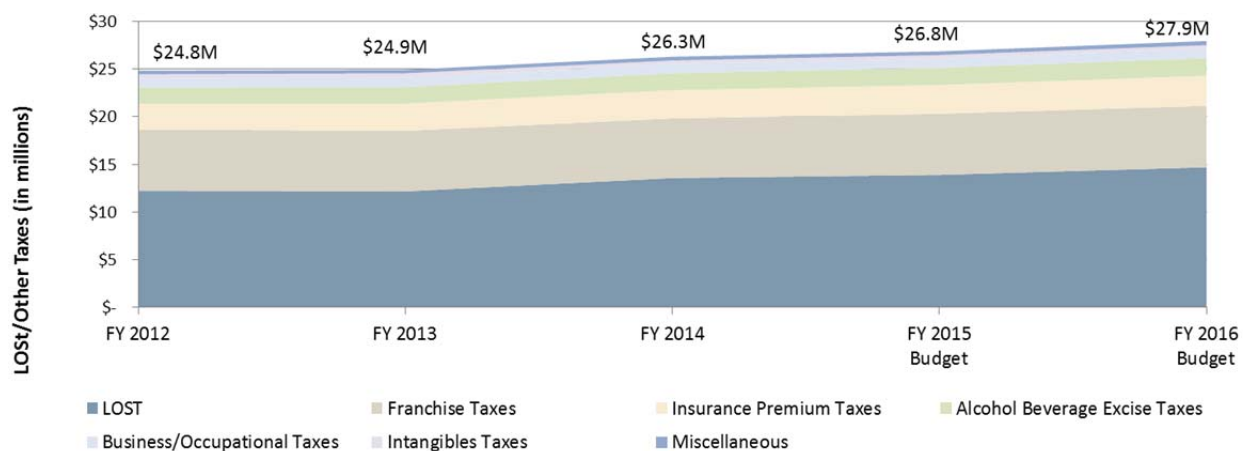 $30
$24.8M $24.9M $26.3M $26.8M $27.9M
$25
$20
$15
$10
$5
$-
LOSt/Other Taxes (in millions)
FY 2012 FY 2013 FY 2014 FY 2015 Budget FY 2016 Budget
LOST Franchise Taxes Insurance Premium Taxes Alcohol Beverage Excise Taxes
Business/Occupational Taxes Intangibles Taxes Miscellaneous